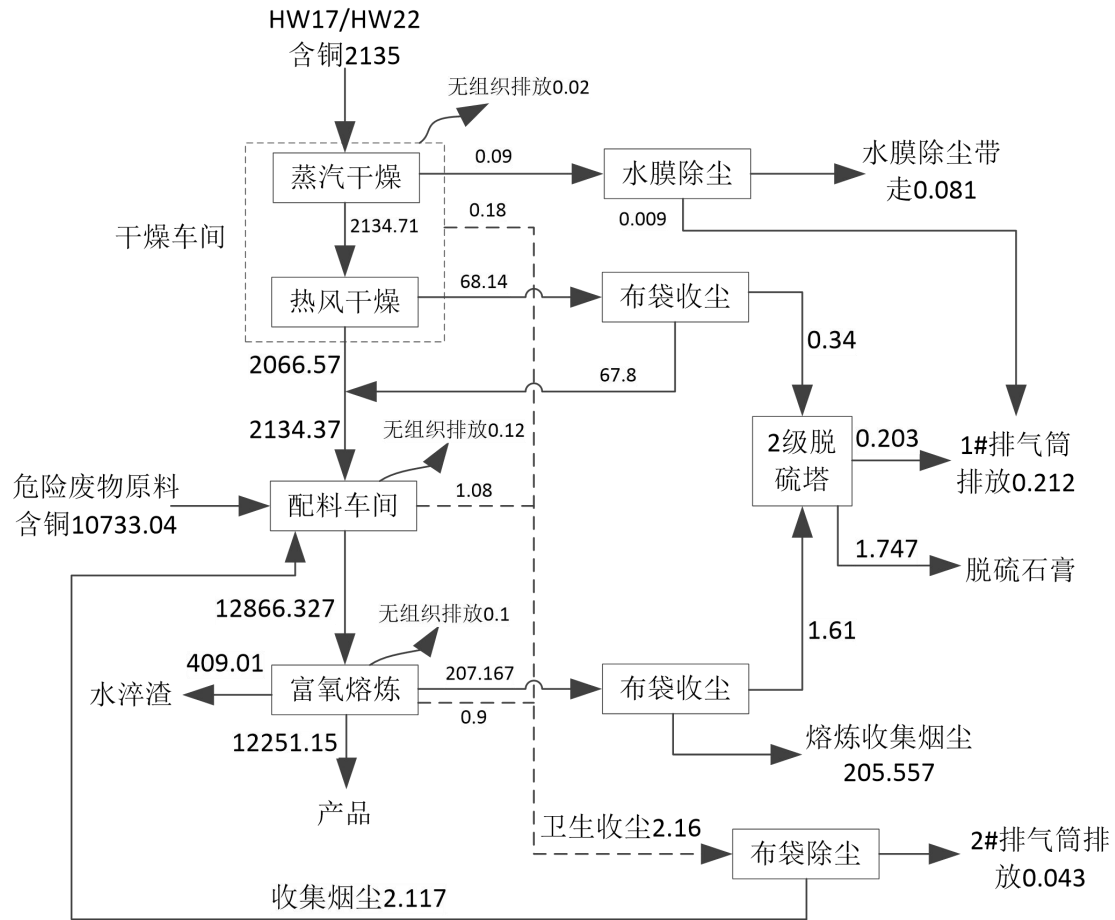 HW17/HW22
含铜2135
无组织排放0.02
蒸汽干燥
0.09
水膜除尘
水膜除尘带
走0.081
0.18
0.009
2134.71
干燥车间
热风干燥
68.14
布袋收尘
0.34
2066.57
67.8
2134.37
无组织排放0.12
2级脱
硫塔
0.203
1#排气筒
排放0.212
危险废物原料
含铜10733.04
配料车间
1.08
1.747
脱硫石膏
12866.327
无组织排放0.1
1.61
409.01
水淬渣
富氧熔炼
207.167
布袋收尘
0.9
熔炼收集烟尘
205.557
12251.15
产品
卫生收尘2.16
布袋除尘
2#排气筒排
放0.043
收集烟尘2.117